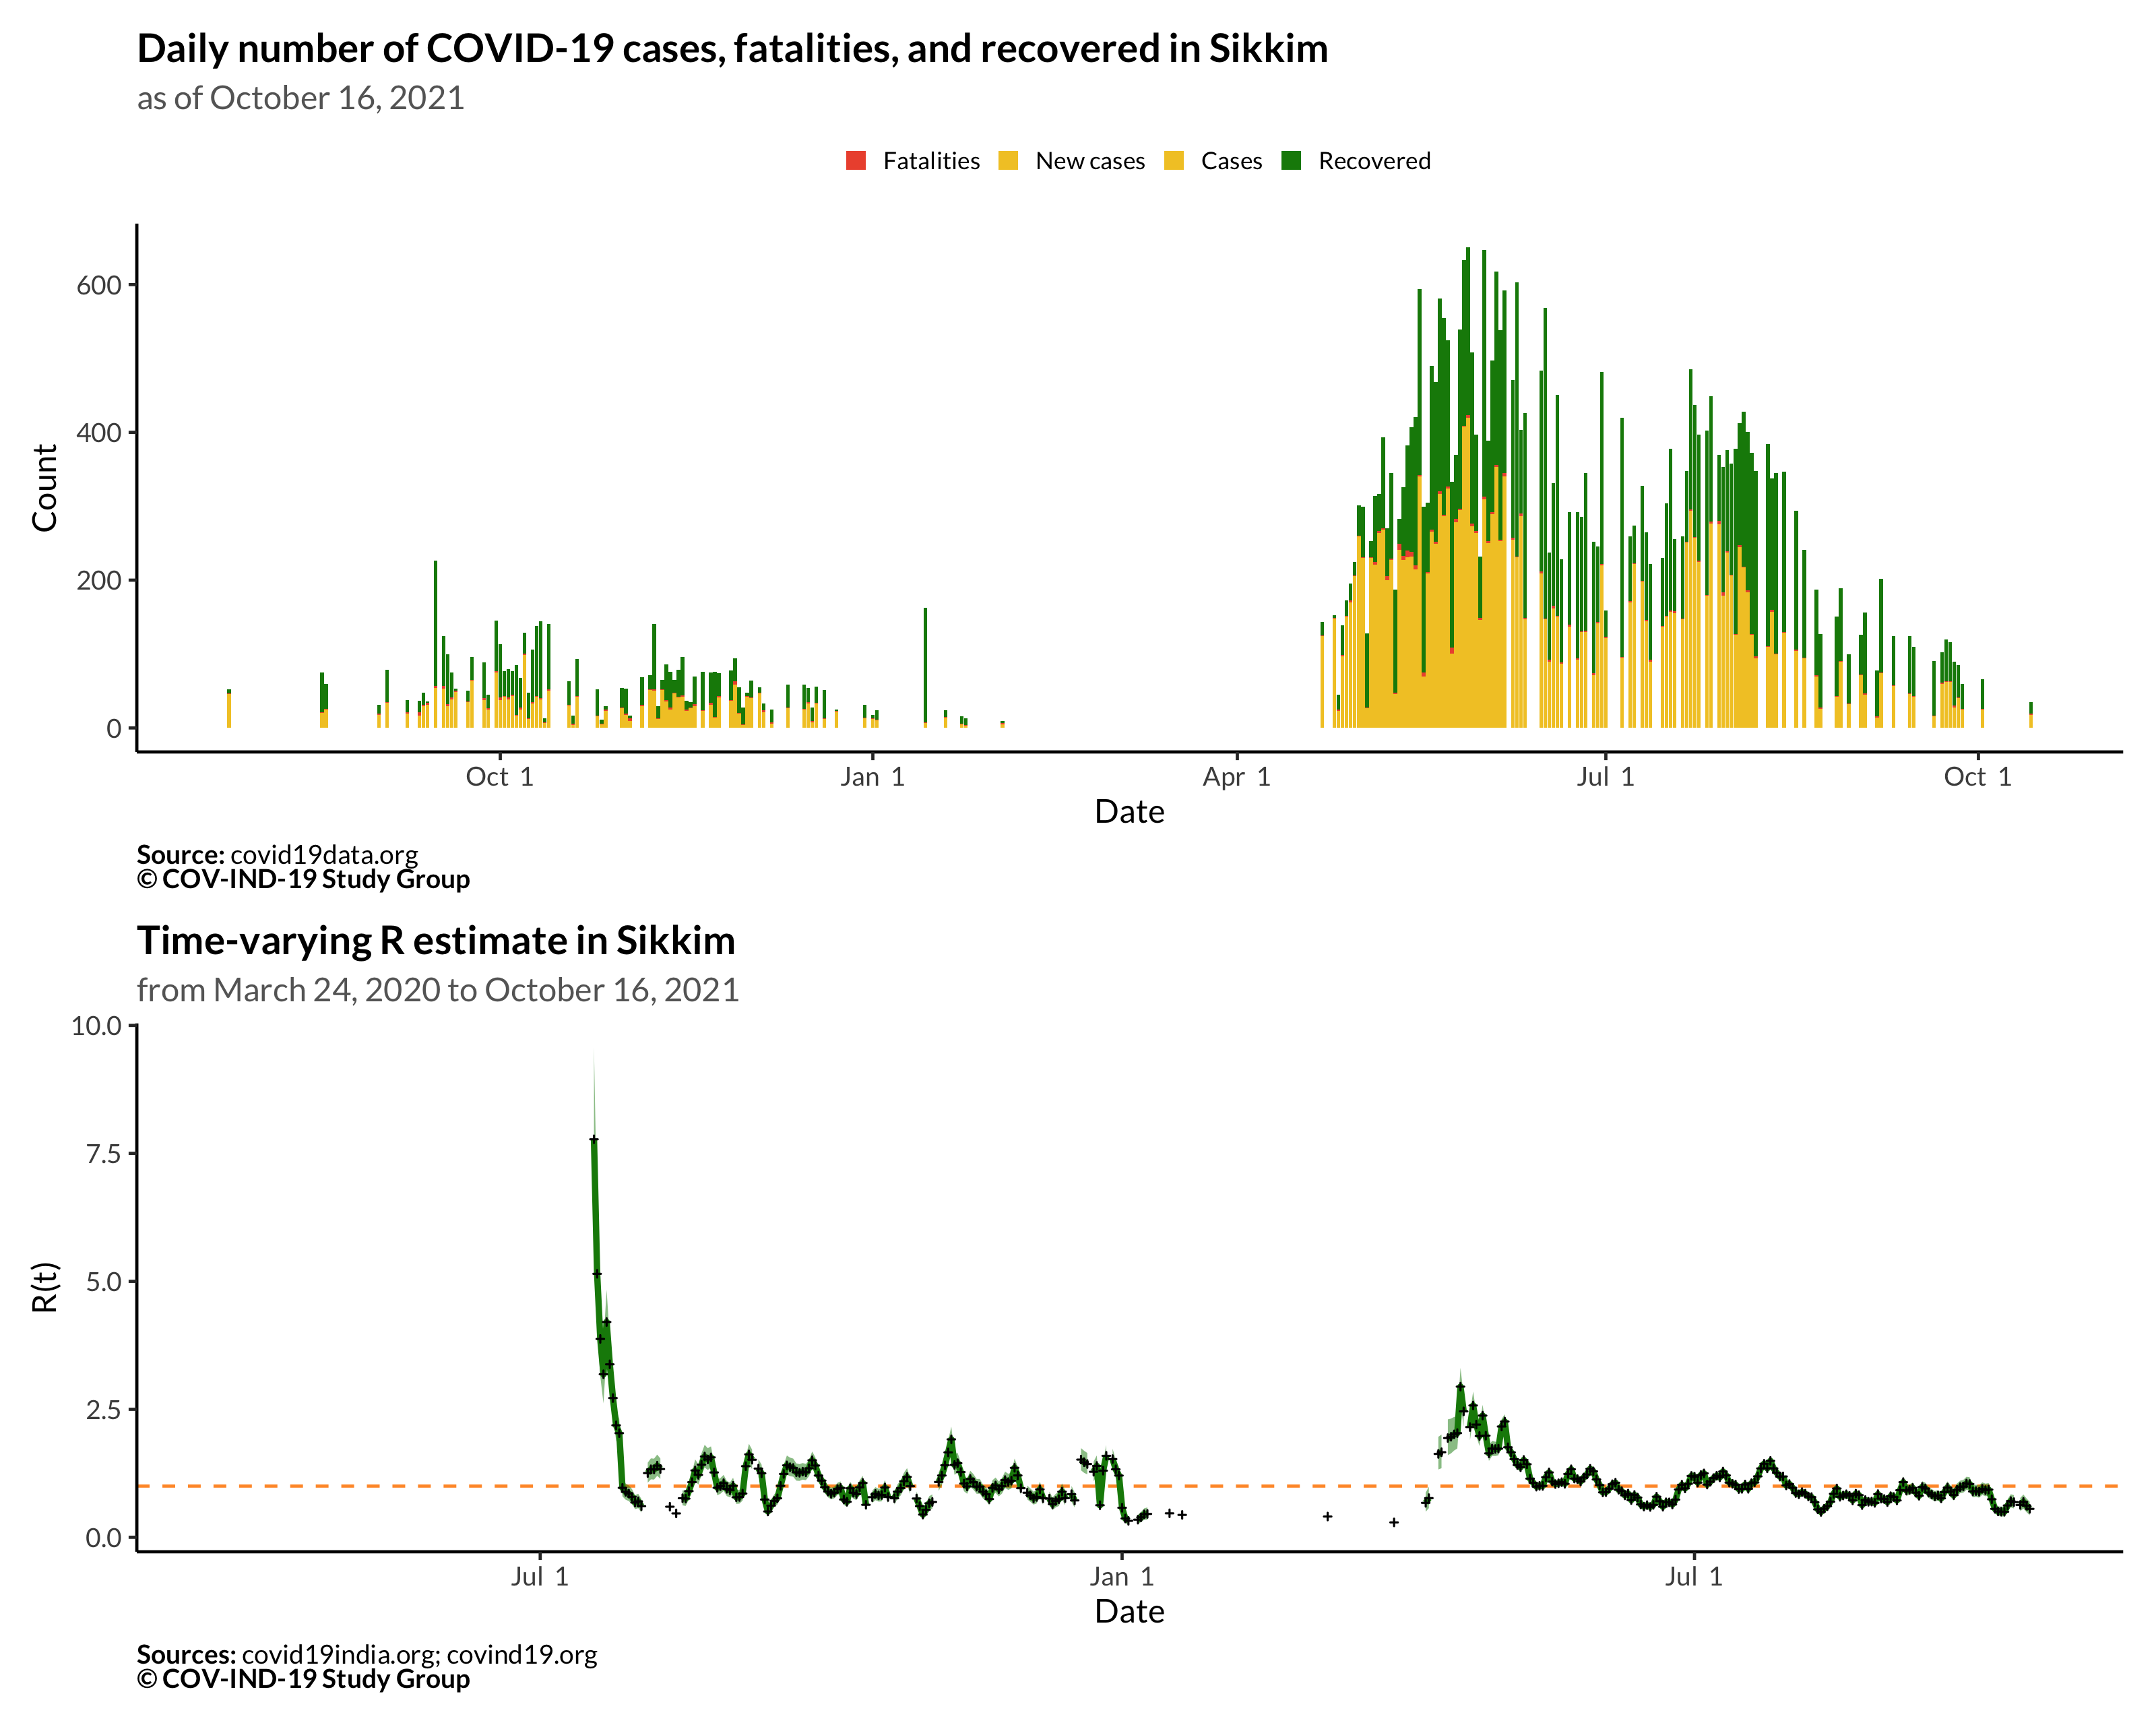 Daily number of COVID-19 cases, fatalities, and recovered in Sikkim
as of October 16, 2021
Fatalities New cases Cases Recovered
Count
600
400
200
0
Oct 1 Jan 1 Apr 1 Jul 1 Oct 1
Date
Source: covid19data.org
© COV-IND-19 Study Group
Time-varying R estimate in Sikkim
from March 24, 2020 to October 16, 2021
R(t)
10.0
7.5
5.0
2.5
0.0
Jul 1 Jan 1 Jul 1
Date
Sources: covid19india.org; covind19.org
© COV-IND-19 Study Group